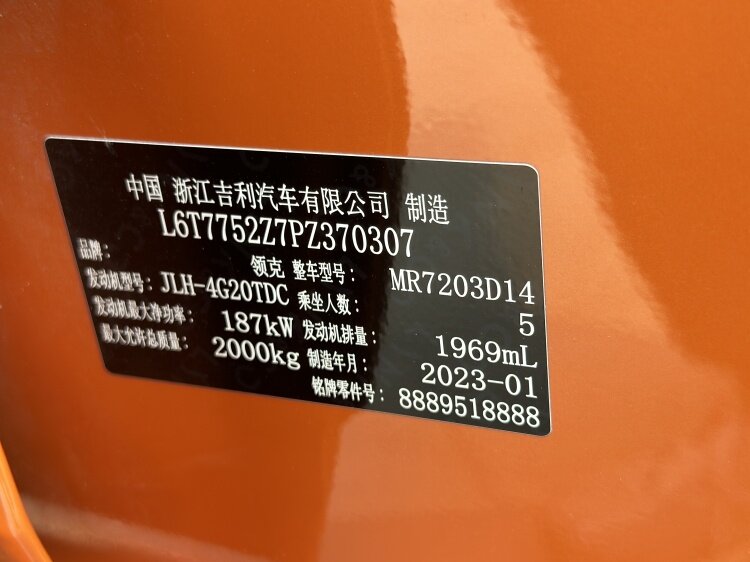 中国 浙江吉利汽车有限公司 制造
L6T7752Z7PZ370307
品牌： 领克 整车型号： MR7203D14
发动机型号： JLH-4G20TDC 乘坐人数： 5
发动机最大净功率： 187kW 发动机排量： 1969mL
最大允许总质量： 2000kg 制造年月： 2023-01
铭牌零件号： 8889518888